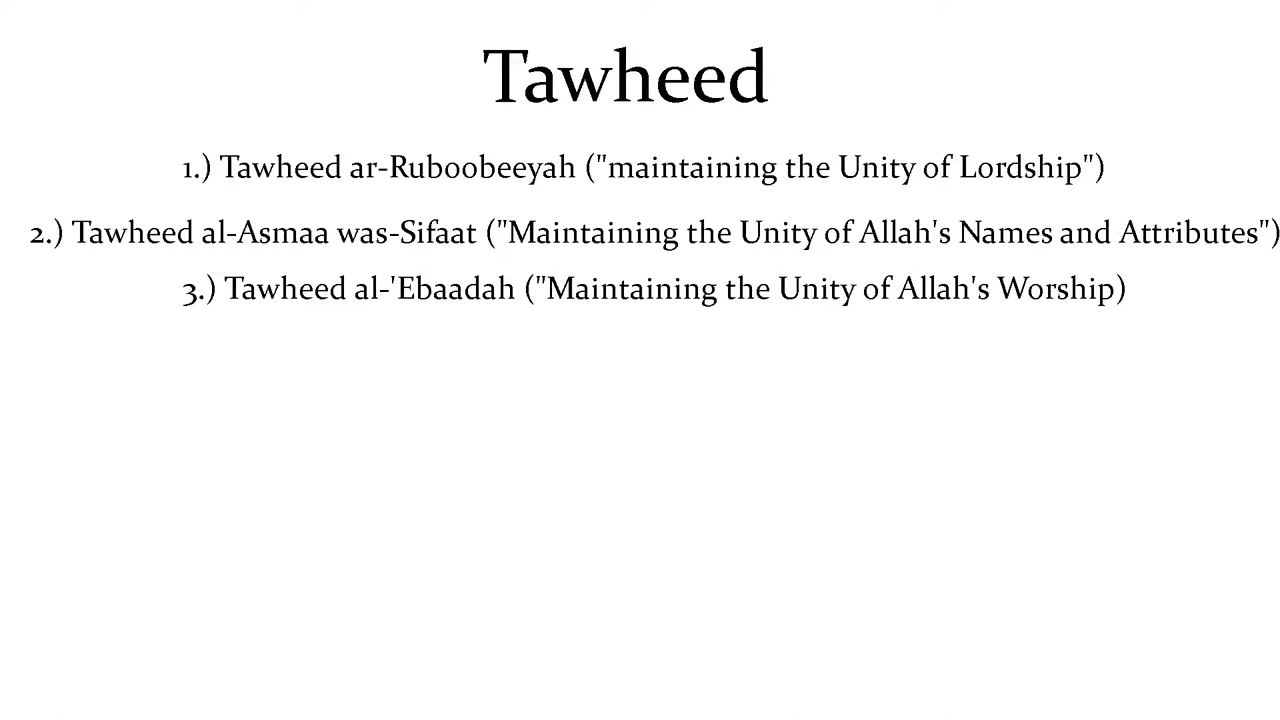 Tawheed
1.) Tawheed ar-Ruboobeeyah ("maintaining the Unity of Lordship")
2.) Tawheed al-Asmaa was-Sifaat ("Maintaining the Unity of Allah's Names and Attributes")
3.) Tawheed al-'Ebaadah ("Maintaining the Unity of Allah's Worship)